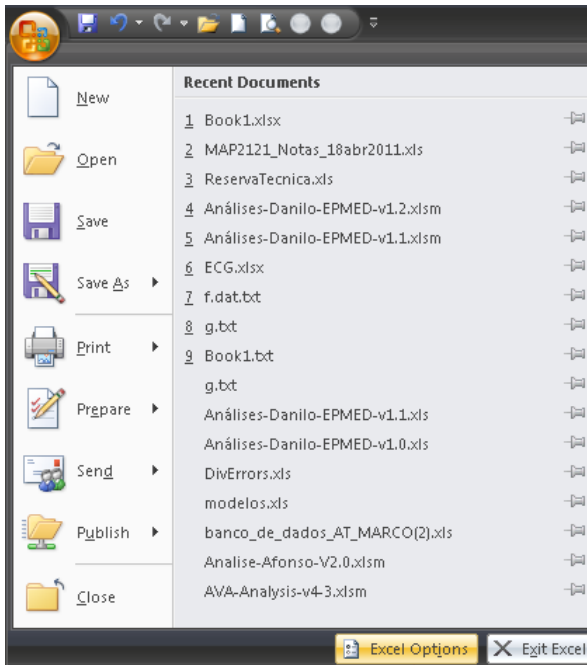 New
Open
Save
Save As
Print
Prepare
Send
Publish
Close
Recent Documents
1 Book1.xlsx
2 MAP2121_Notas_18abr2011.xls
3 ReservaTecnica.xls
4 Análises-Danilo-EPMED-v1.2.xlsm
5 Análises-Danilo-EPMED-v1.1.xlsm
6 ECG.xlsx
7 f.dat.txt
8 g.txt
9 Book1.txt
g.txt
Análises-Danilo-EPMED-v1.1.xls
Análises-Danilo-EPMED-v1.0.xls
DivErrors.xls
modelos.xls
banco_de_dados_AT_MARCO(2).xls
Analise-Afonso-V2.0.xlsm
AVA-Analysis-v4-3.xlsm
Excel Options
Exit Excel